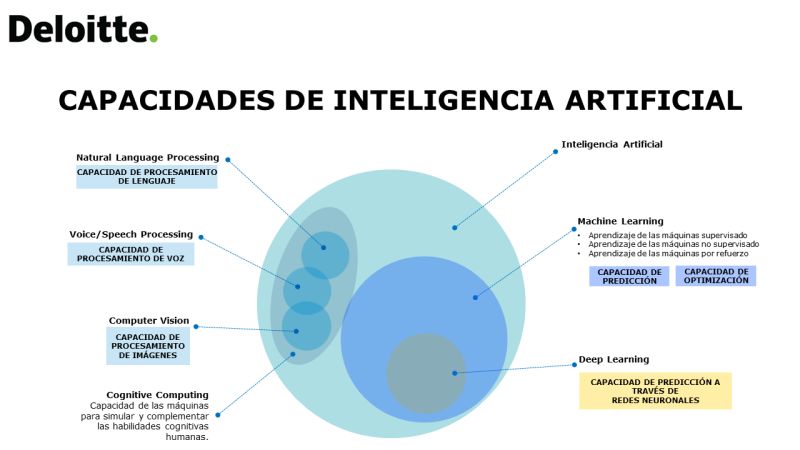 Deloitte.
CAPACIDADES DE INTELIGENCIA ARTIFICIAL
Natural Language Processing
CAPACIDAD DE PROCESAMIENTO
DE LENGUAJE
Voice/Speech Processing
CAPACIDAD DE
PROCESAMIENTO DE VOZ
Computer Vision
CAPACIDAD DE
PROCESAMIENTO
DE IMÁGENES
Cognitive Computing
Capacidad de las máquinas
para simular y complementar
las habilidades cognitivas
humanas.
Inteligencia Artificial
Machine Learning
• Aprendizaje de las máquinas supervisado
• Aprendizaje de las máquinas no supervisado
• Aprendizaje de las máquinas por refuerzo
CAPACIDAD DE
PREDICCIÓN
CAPACIDAD DE
OPTIMIZACIÓN
Deep Learning
CAPACIDAD DE PREDICCIÓN A
TRAVÉS DE
REDES NEURONALES